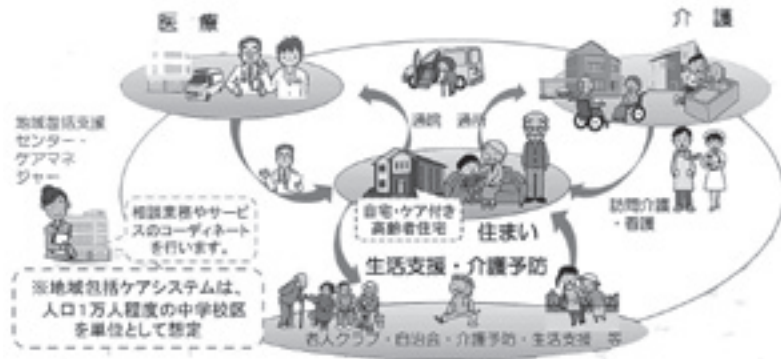 医 療
介 護
地域包括支援
センター・
ケアマネ
ジャー
通院 通所
相談業務やサービ
スのコーディネート
を行います。
自宅・ケア付き
高齢者住宅
住まい
訪問介護
・看護
生活支援・介護予防
※地域包括ケアシステムは、
人口1万人程度の中学校区
を単位として想定
老人クラブ・自治会・介護予防・生活支援 等